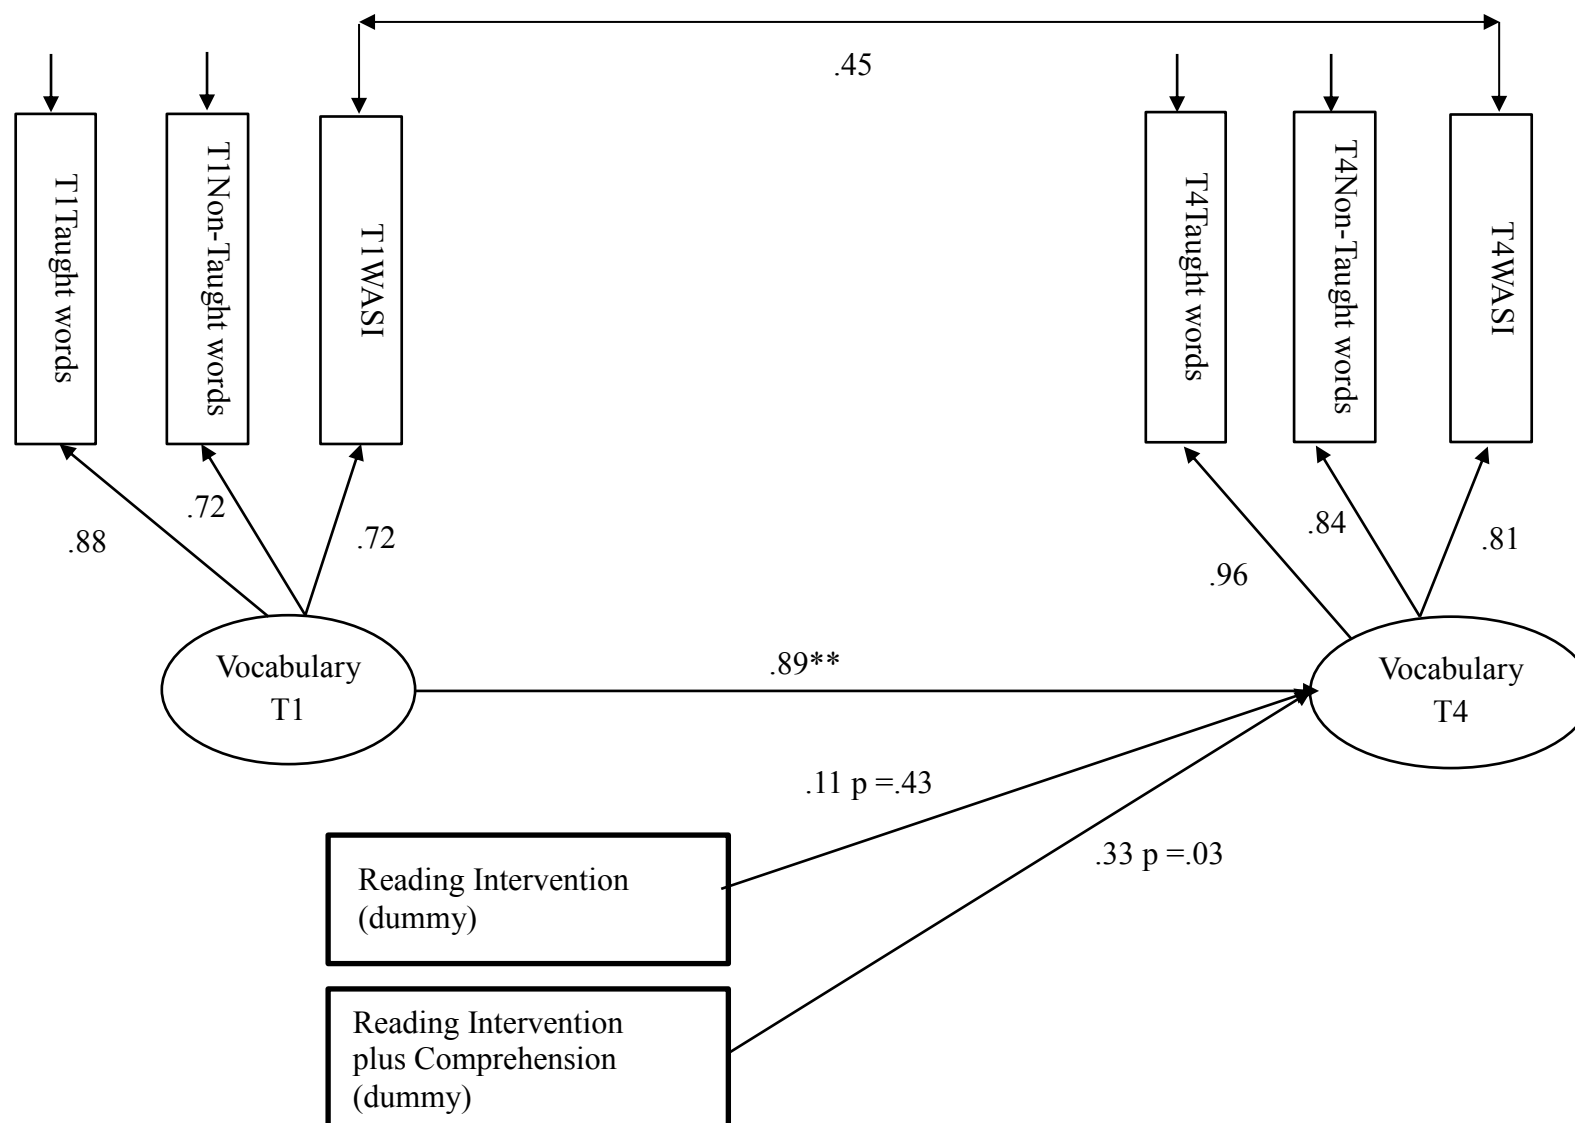 .45
T1Taught words
T1Non-Taught words
T1WASI
T4Taught words
T4Non-Taught words
T4WASI
.88
.72
.72
.96
.84
.81
Vocabulary
T1
.89**
Vocabulary
T4
.11 p =.43
.33 p =.03
Reading Intervention
(dummy)
Reading Intervention
plus Comprehension
(dummy)